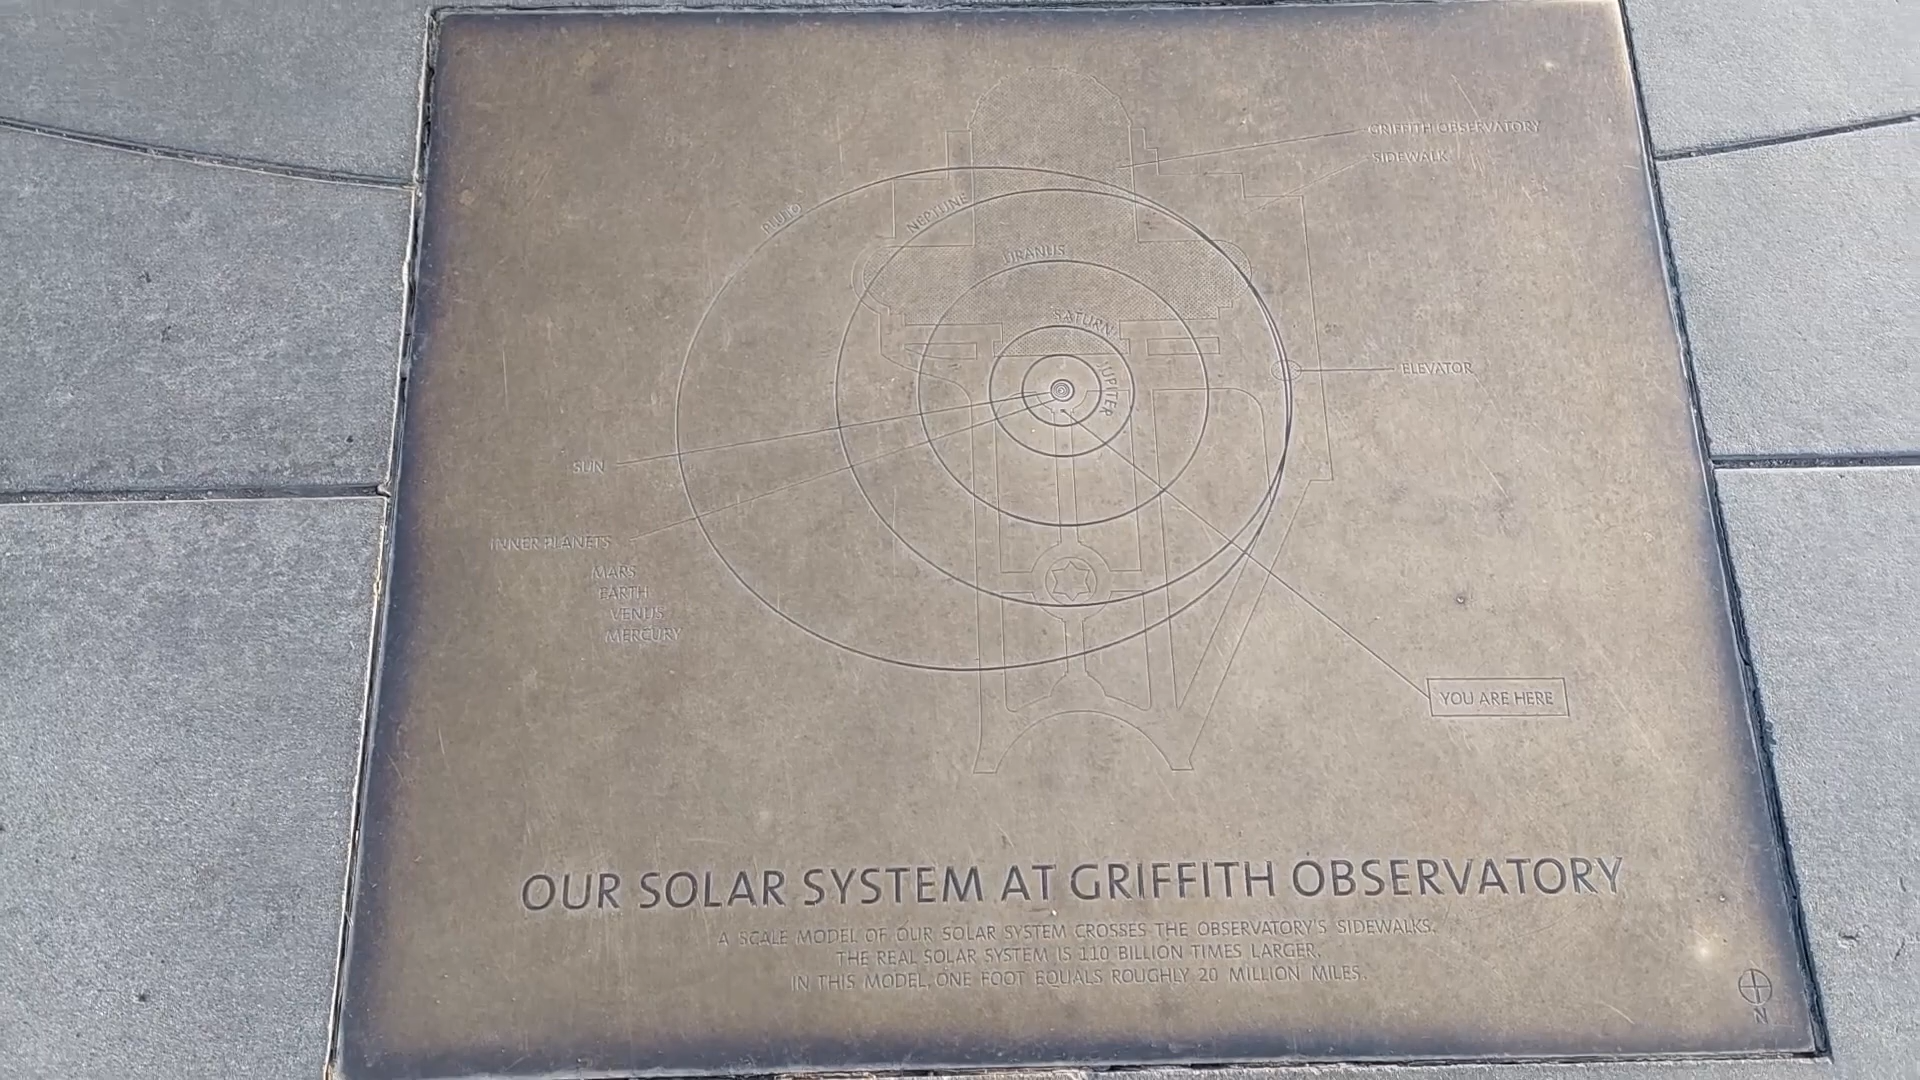 GRIFFITH OBSERVATORY
SIDEWALK
PLUTO
NEPTUNE
URANUS
SATURN
JUPITER
ELEVATOR
SUN
INNER PLANETS
MARS
EARTH
VENUS
MERCURY
YOU ARE HERE
OUR SOLAR SYSTEM AT GRIFFITH OBSERVATORY
A SCALE MODEL OF OUR SOLAR SYSTEM CROSSES THE OBSERVATORY'S SIDEWALKS.
THE REAL SOLAR SYSTEM IS 110 BILLION TIMES LARGER.
IN THIS MODEL, ONE FOOT EQUALS ROUGHLY 20 MILLION MILES.
N